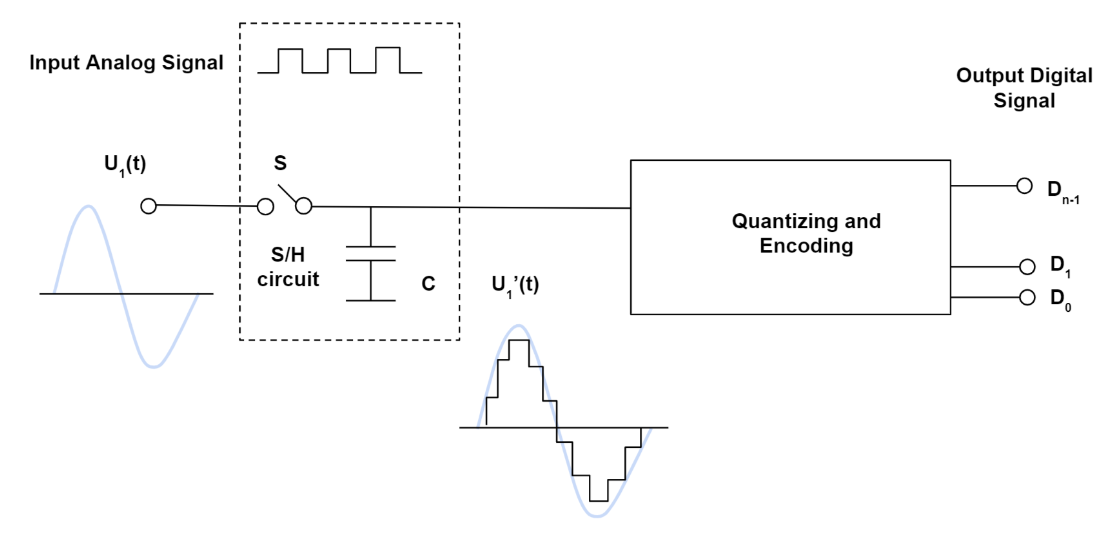 Input Analog Signal
Output Digital
Signal
U₁(t)
S
Dₙ₋₁
Quantizing and
Encoding
S/H
circuit
C
U₁’(t)
D₁
D₀